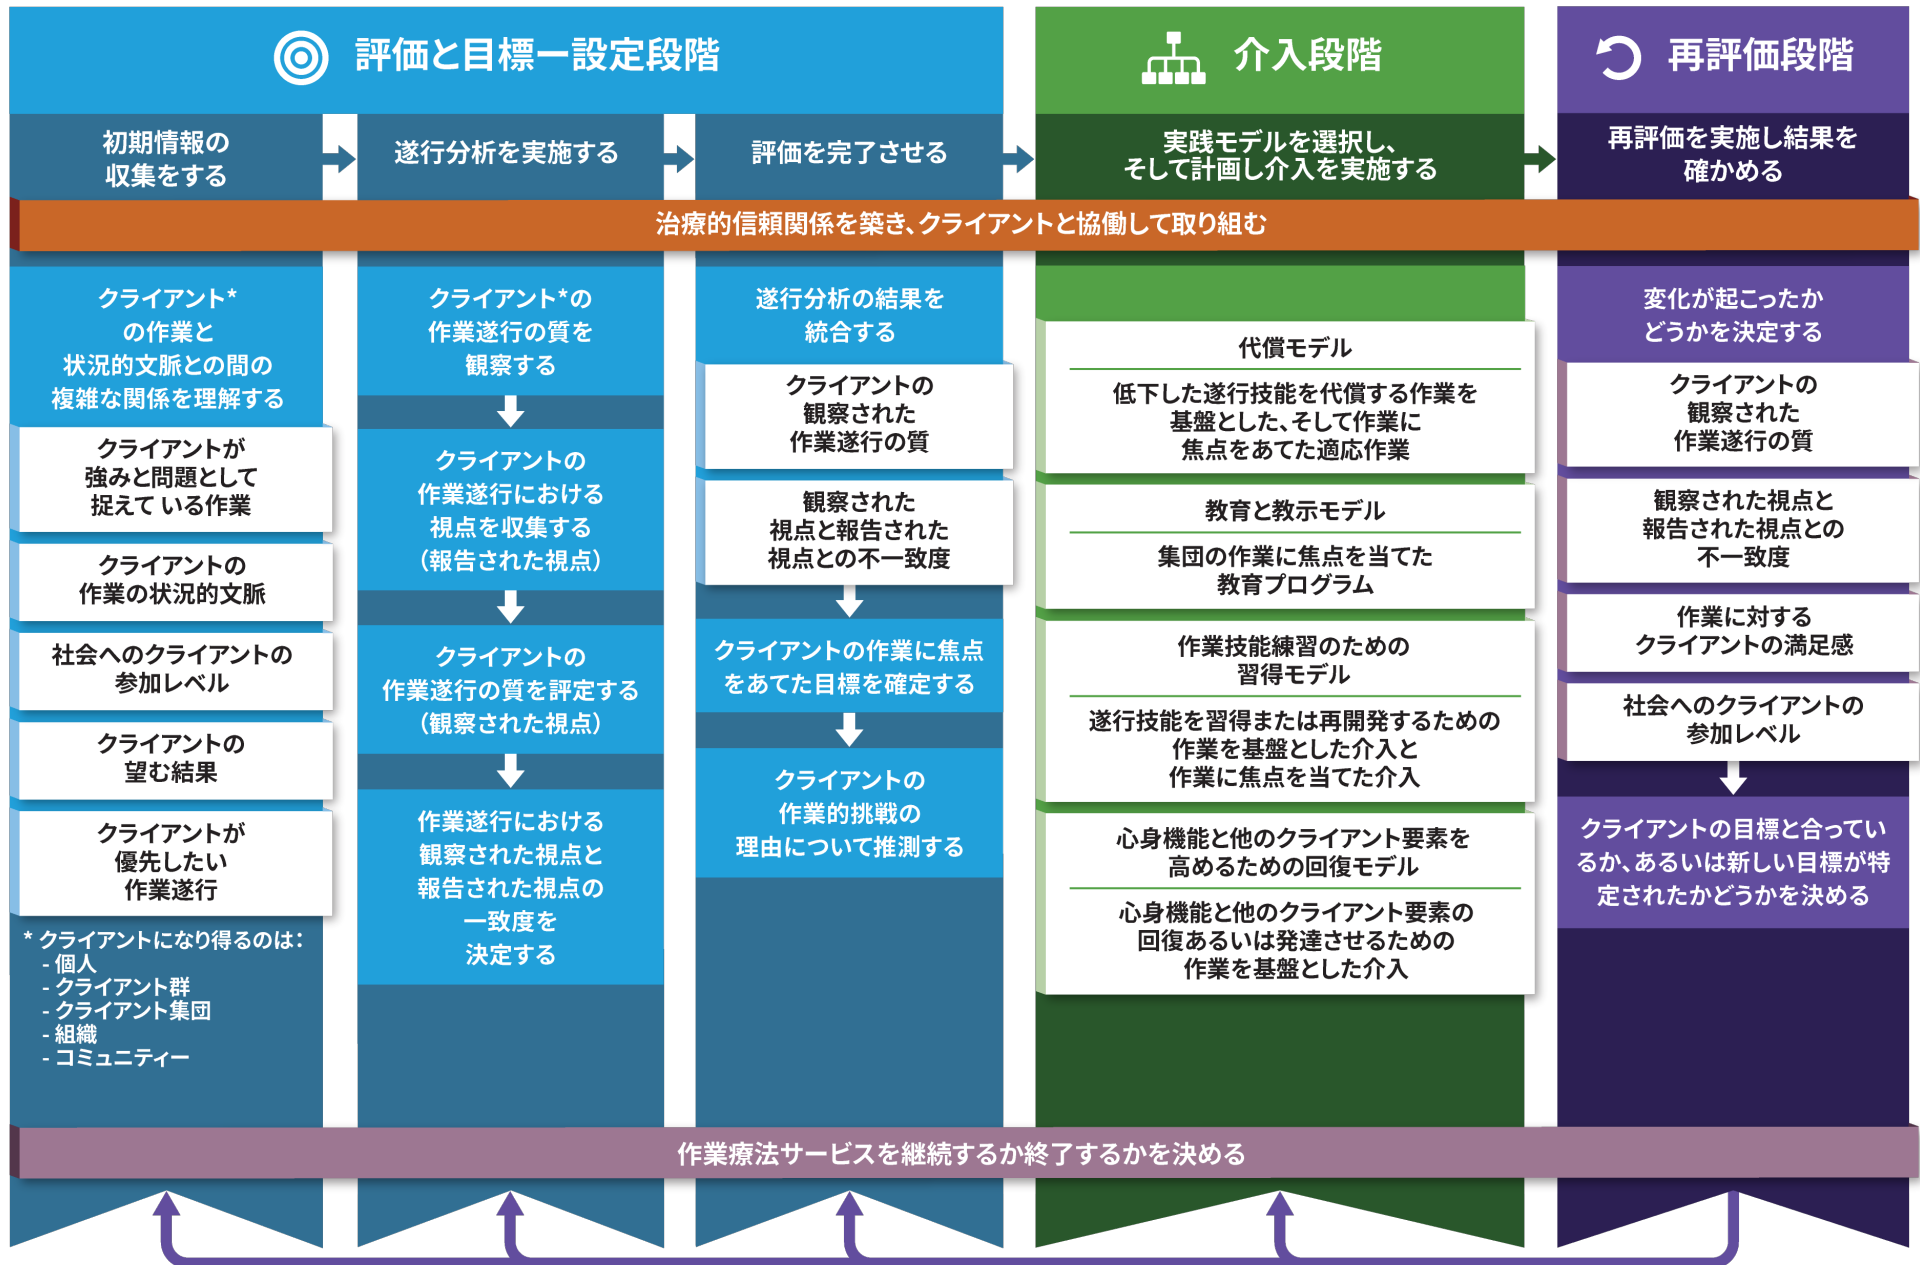 評価と目標ー設定段階
介入段階
再評価段階
初期情報の
収集をする
遂行分析を実施する
評価を完了させる
実践モデルを選択し、
そして計画し介入を実施する
再評価を実施し結果を
確かめる
治療的信頼関係を築き、クライアントと協働して取り組む
クライアント*
の作業と
状況的文脈との間の
複雑な関係を理解する
クライアントが
強みと問題として
捉えて いる作業
クライアントの
作業の状況的文脈
社会へのクライアントの
参加レベル
クライアントの
望む結果
クライアントが
優先したい
作業遂行
* クライアントになり得るのは：
- 個人
- クライアント群
- クライアント集団
- 組織
- コミュニティー
クライアント*の
作業遂行の質を
観察する
クライアントの
作業遂行における
視点を収集する
（報告された視点）
クライアントの
作業遂行の質を評定する
（観察された視点）
作業遂行における
観察された視点と
報告された視点の
一致度を
決定する
遂行分析の結果を
統合する
クライアントの
観察された
作業遂行の質
観察された
視点と報告された
視点との不一致度
クライアントの作業に焦点
をあてた目標を確定する
クライアントの
作業的挑戦の
理由について推測する
代償モデル
低下した遂行技能を代償する作業を
基盤とした、そして作業に
焦点をあてた適応作業
教育と教示モデル
集団の作業に焦点を当てた
教育プログラム
作業技能練習のための
習得モデル
遂行技能を習得または再開発するための
作業を基盤とした介入と
作業に焦点を当てた介入
心身機能と他のクライアント要素を
高めるための回復モデル
心身機能と他のクライアント要素の
回復あるいは発達させるための
作業を基盤とした介入
変化が起こったか
どうかを決定する
クライアントの
観察された
作業遂行の質
観察された視点と
報告された視点との
不一致度
作業に対する
クライアントの満足感
社会へのクライアントの
参加レベル
クライアントの目標と合ってい
るか、あるいは新しい目標が特
定されたかどうかを決める
作業療法サービスを継続するか終了するかを決める